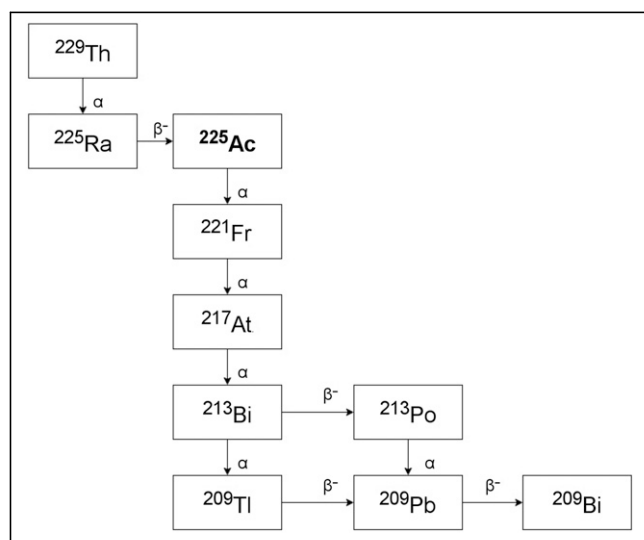 ²²⁹Th
α
²²⁵Ra β⁻ ²²⁵Ac
α
²²¹Fr
α
²¹⁷At
α
²¹³Bi β⁻ ²¹³Po
α α
²⁰⁹Tl β⁻ ²⁰⁹Pb β⁻ ²⁰⁹Bi